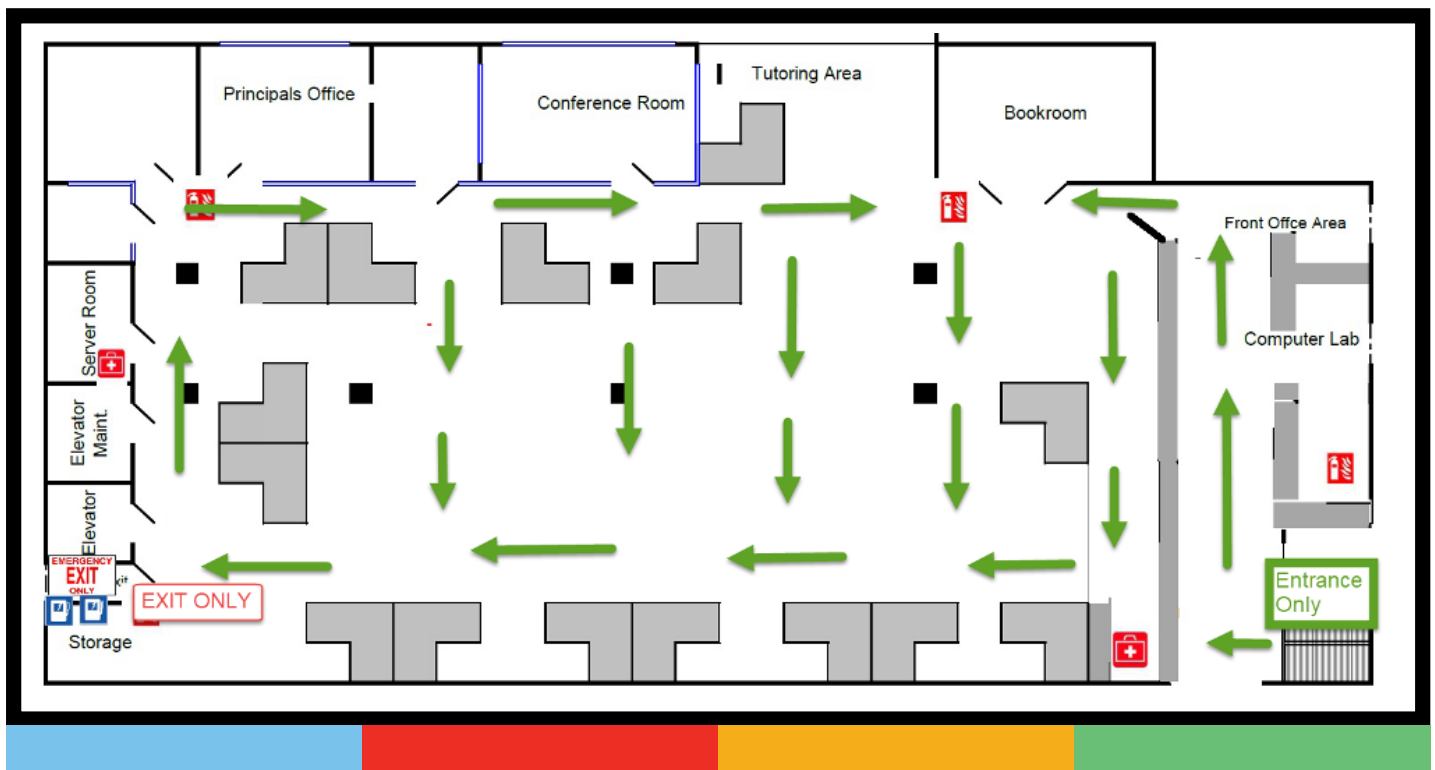 Tutoring Area
Principals Office
Conference Room
Bookroom
Front Offce Area
Server Room
Computer Lab
Elevator
Maint.
Elevator
EMERGENCY
EXIT
ONLY
xit
EXIT ONLY
Entrance
Only
Storage